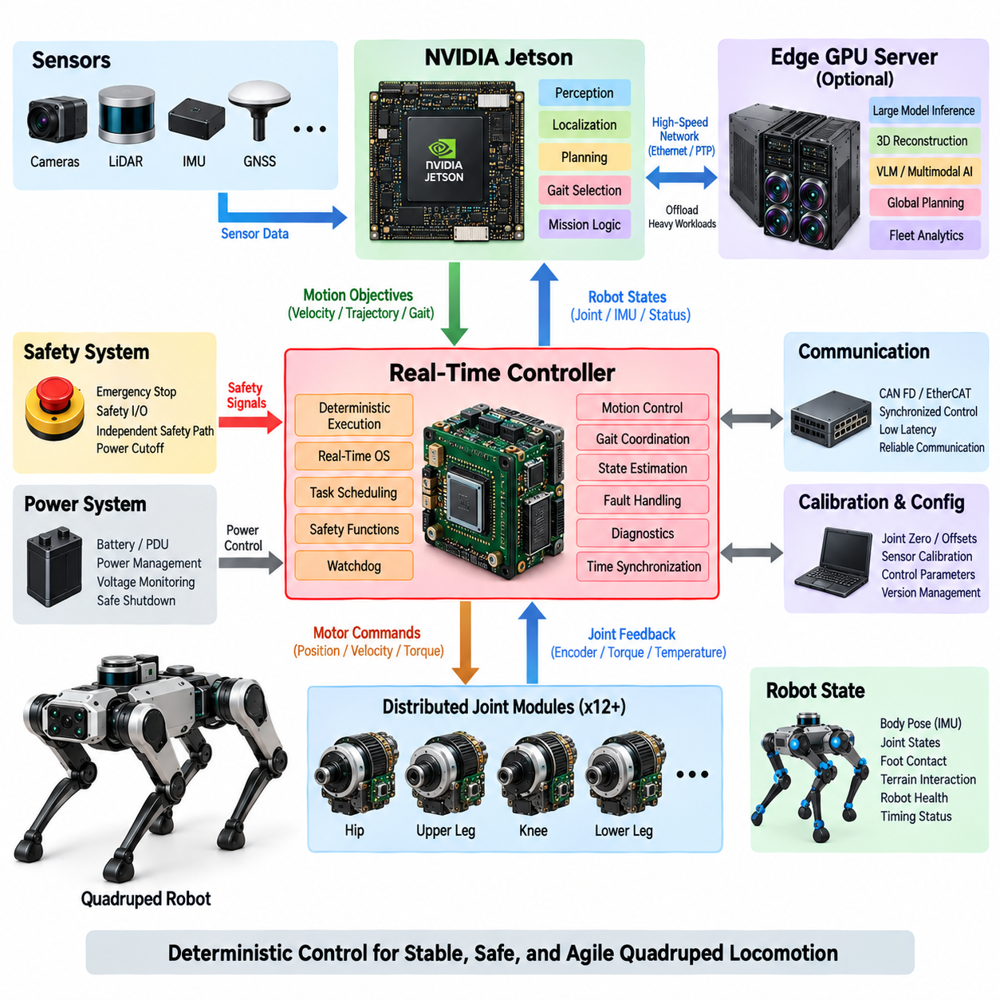 Sensors
Cameras
LiDAR
IMU
GNSS
Sensor Data
NVIDIA Jetson
NVIDIA
JETSON
Perception
Localization
Planning
Gait Selection
Mission Logic
High-Speed
Network
(Ethernet / PTP)
Offload
Heavy Workloads
Edge GPU Server
(Optional)
Large Model Inference
3D Reconstruction
VLM / Multimodal AI
Global Planning
Fleet Analytics
Motion Objectives
(Velocity / Trajectory / Gait)
Robot States
(Joint / IMU / Status)
Safety System
Emergency Stop
Safety I/O
Independent Safety Path
Power Cutoff
Safety
Signals
Power System
Battery / PDU
Power Management
Voltage Monitoring
Safe Shutdown
Power
Control
Real-Time Controller
Deterministic
Execution
Real-Time OS
Task Scheduling
Safety Functions
Watchdog
Motion Control
Gait Coordination
State Estimation
Fault Handling
Diagnostics
Time Synchronization
Communication
CAN FD / EtherCAT
Synchronized Control
Low Latency
Reliable Communication
Calibration & Config
Joint Zero / Offsets
Sensor Calibration
Control Parameters
Version Management
Motor Commands
(Position / Velocity / Torque)
Joint Feedback
(Encoder / Torque / Temperature)
Distributed Joint Modules (x12+)
Hip
Upper Leg
Knee
Lower Leg
Robot State
Body Pose (IMU)
Joint States
Foot Contact
Terrain Interaction
Robot Health
Timing Status
Quadruped Robot
Deterministic Control for Stable, Safe, and Agile Quadruped Locomotion